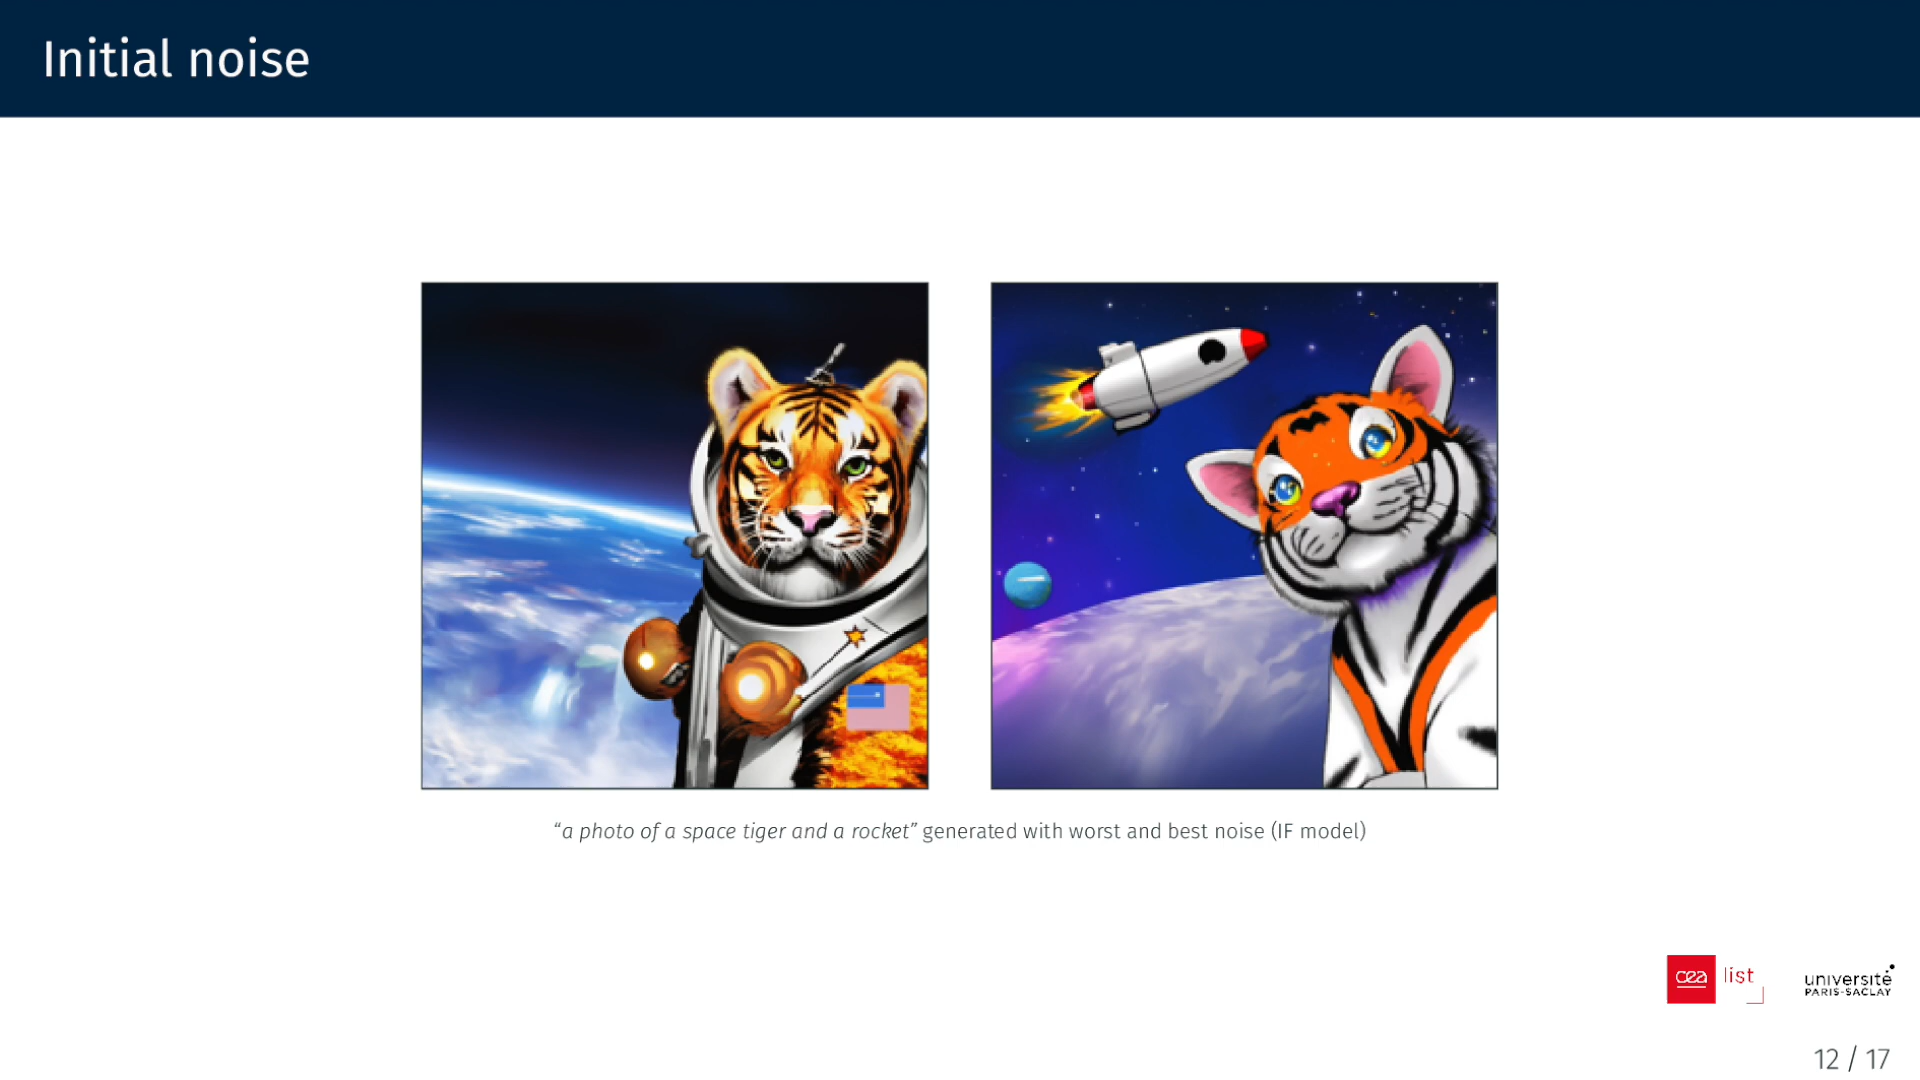 Initial noise
“a photo of a space tiger and a rocket” generated with worst and best noise (IF model)
cea list
université
PARIS-SACLAY
12 / 17